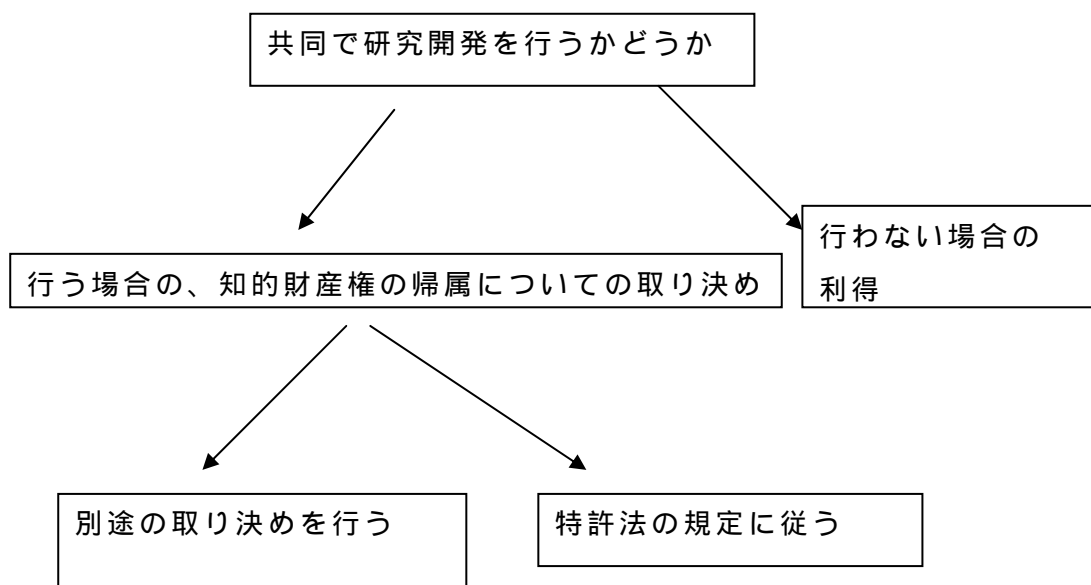 共同で研究開発を行うかどうか
行わない場合の
利得
行う場合の、知的財産権の帰属についての取り決め
別途の取り決めを行う
特許法の規定に従う